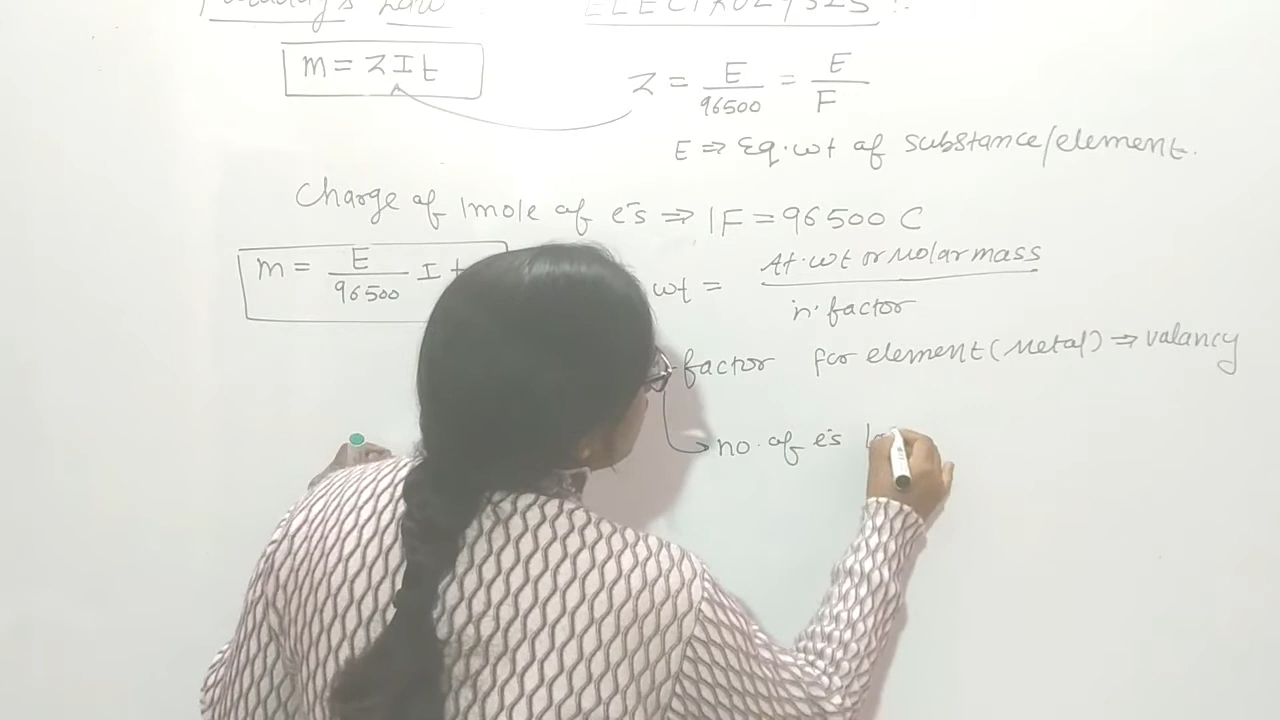 Faraday's Law ELECTROLYSIS :.
m = Z I t
Z = E/96500 = E/F
E ⇒ Eq. wt of substance/element.
Charge of 1mole of e⁻s ⇒ 1F = 96500 C
m = E/96500 I t
wt = At. wt or Molar mass / n. factor
factor for element (Metal) ⇒ valancy
no. of e⁻s